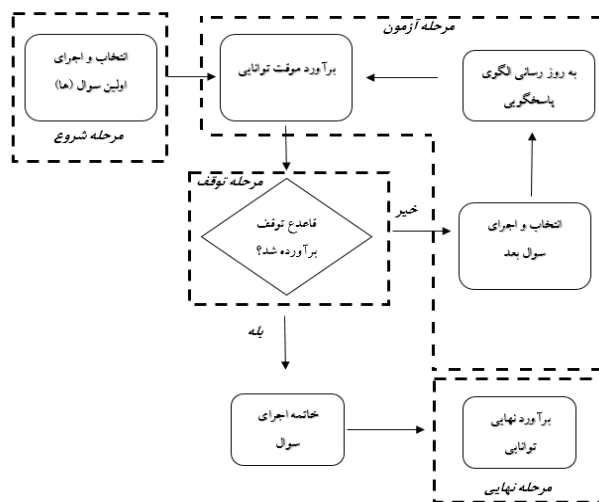 مرحله آزمون
انتخاب و اجرای
اولین سوال (ها)
مرحله شروع
برآورد موقت توانایی
به روز رسانی الگوی
پاسخگویی
مرحله توقف
قاعدع توقف
برآورده شد؟
خیر
انتخاب و اجرای
سوال بعد
بله
خاتمه اجرای
سوال
برآورد نهایی
توانایی
مرحله نهایی